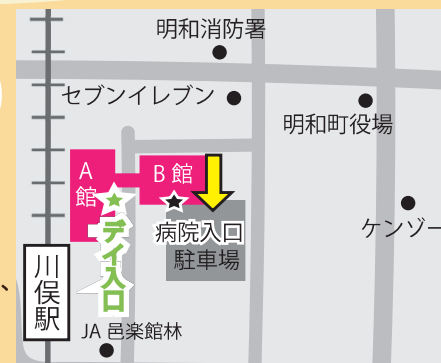 明和消防署
セブンイレブン
明和町役場
A
館
B 館
病院入口
デイ入口
駐車場
ケンゾー
川俣駅
JA 邑楽館林
、